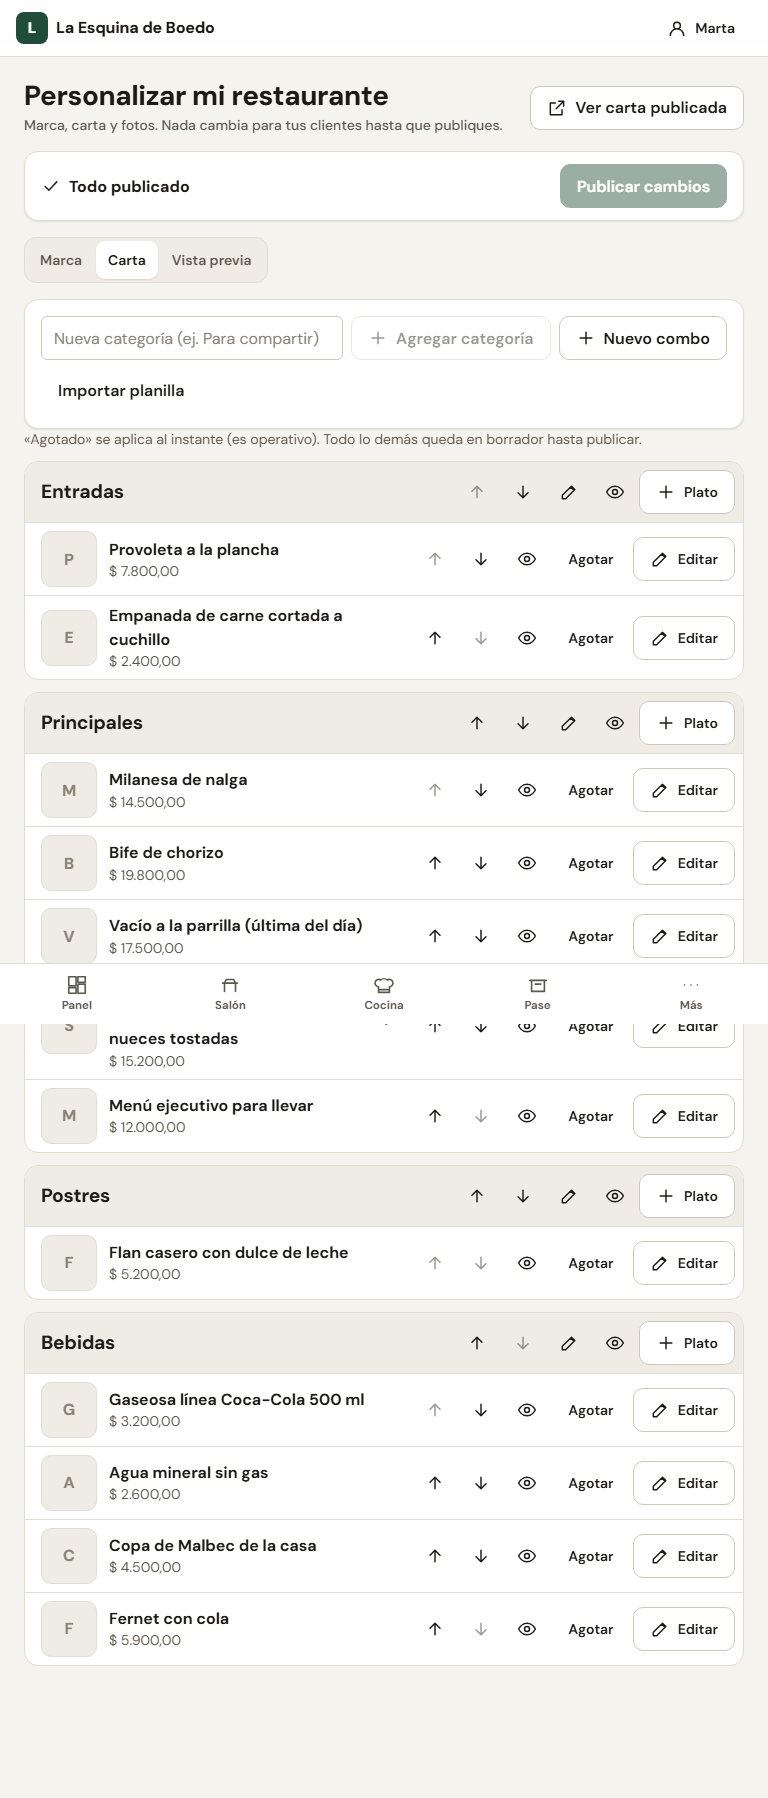 L La Esquina de Boedo
Marta
Personalizar mi restaurante
Marca, carta y fotos. Nada cambia para tus clientes hasta que publiques.
Ver carta publicada
Todo publicado
Publicar cambios
Marca Carta Vista previa
Nueva categoría (ej. Para compartir)
Agregar categoría
Nuevo combo
Importar planilla
«Agotado» se aplica al instante (es operativo). Todo lo demás queda en borrador hasta publicar.
Entradas
Plato
P
Provoleta a la plancha
$ 7.800,00
Agotar
Editar
E
Empanada de carne cortada a
cuchillo
$ 2.400,00
Agotar
Editar
Principales
Plato
M
Milanesa de nalga
$ 14.500,00
Agotar
Editar
B
Bife de chorizo
$ 19.800,00
Agotar
Editar
V
Vacío a la parrilla (última del día)
$ 17.500,00
Agotar
Editar
Panel
Salón
Cocina
Pase
Más
S
nueces tostadas
$ 15.200,00
Agotar
Editar
M
Menú ejecutivo para llevar
$ 12.000,00
Agotar
Editar
Postres
Plato
F
Flan casero con dulce de leche
$ 5.200,00
Agotar
Editar
Bebidas
Plato
G
Gaseosa línea Coca-Cola 500 ml
$ 3.200,00
Agotar
Editar
A
Agua mineral sin gas
$ 2.600,00
Agotar
Editar
C
Copa de Malbec de la casa
$ 4.500,00
Agotar
Editar
F
Fernet con cola
$ 5.900,00
Agotar
Editar